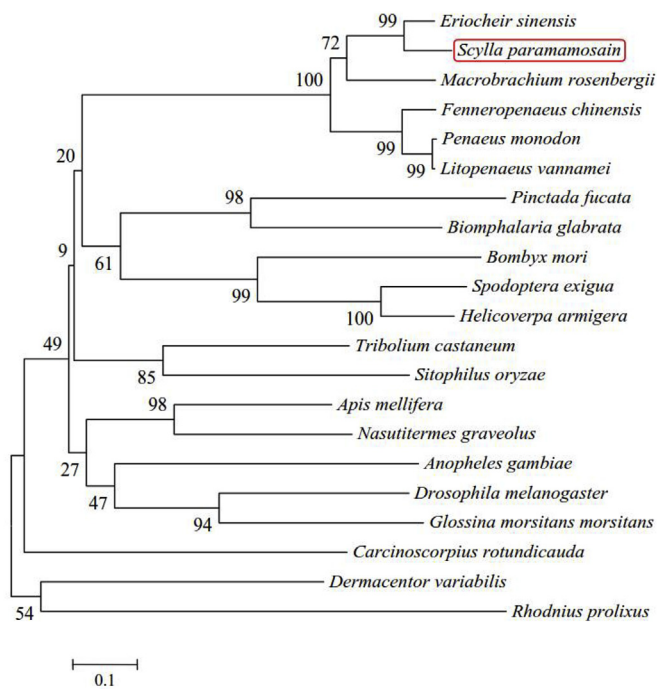 99
Eriocheir sinensis
72
Scylla paramamosain
100
Macrobrachium rosenbergii
Fenneropenaeus chinensis
99
Penaeus monodon
99
Litopenaeus vannamei
20
98
Pinctada fucata
Biomphalaria glabrata
9
61
Bombyx mori
99
Spodoptera exigua
100
Helicoverpa armigera
49
Tribolium castaneum
85
Sitophilus oryzae
98
Apis mellifera
Nasutitermes graveolus
27
Anopheles gambiae
47
Drosophila melanogaster
94
Glossina morsitans morsitans
Carcinoscorpius rotundicauda
Dermacentor variabilis
54
Rhodnius prolixus
0.1